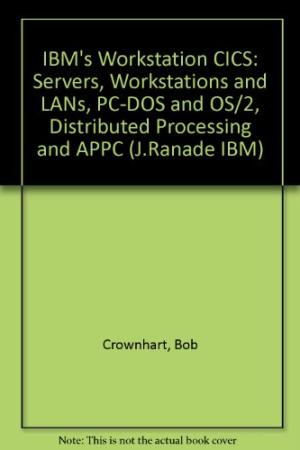 IBM's Workstation CICS:
Servers, Workstations and
LANs, PC-DOS and OS/2,
Distributed Processing
and APPC (J.Ranade IBM)
Crownhart, Bob
Note: This is not the actual book cover